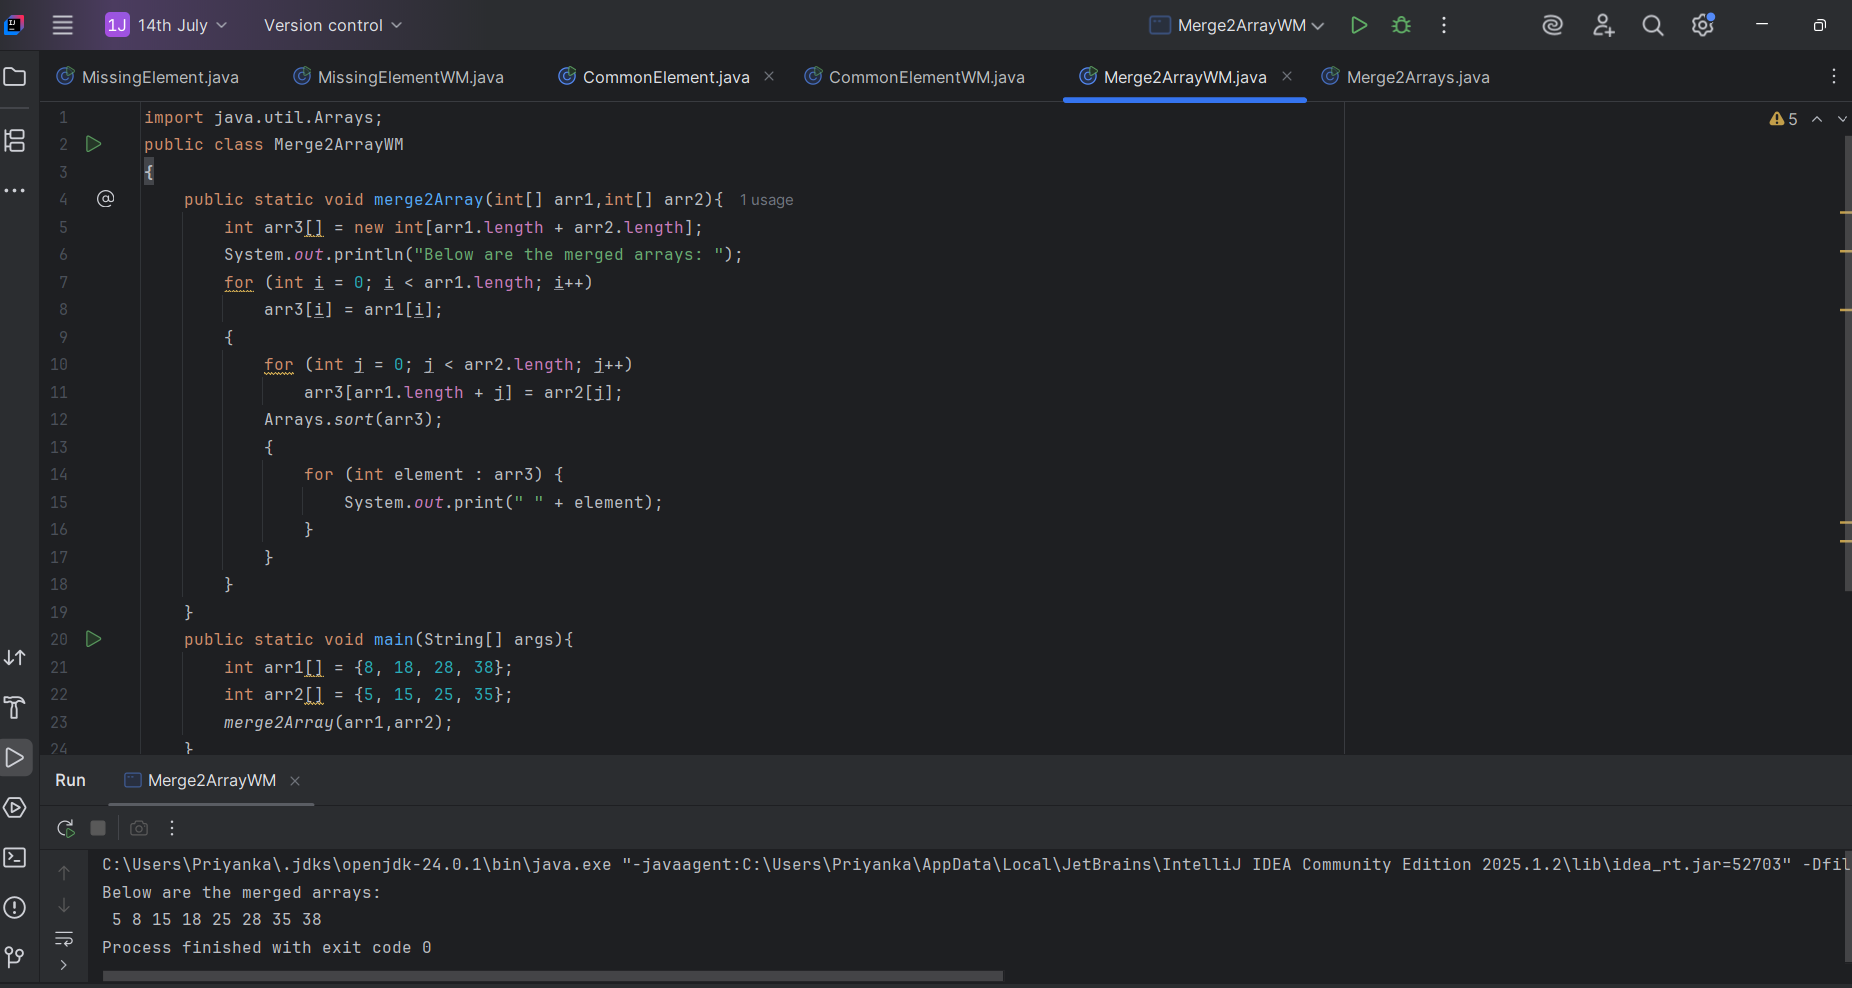 1J 14th July Version control Merge2ArrayWM
MissingElement.java MissingElementWM.java CommonElement.java CommonElementWM.java Merge2ArrayWM.java Merge2Arrays.java
1 import java.util.Arrays; 5
2 public class Merge2ArrayWM
3 {
4 public static void merge2Array(int[] arr1,int[] arr2){ 1 usage
5 int arr3[] = new int[arr1.length + arr2.length];
6 System.out.println("Below are the merged arrays: ");
7 for (int i = 0; i < arr1.length; i++)
8 arr3[i] = arr1[i];
9 {
10 for (int j = 0; j < arr2.length; j++)
11 arr3[arr1.length + j] = arr2[j];
12 Arrays.sort(arr3);
13 {
14 for (int element : arr3) {
15 System.out.print(" " + element);
16 }
17 }
18 }
19 }
20 public static void main(String[] args){
21 int arr1[] = {8, 18, 28, 38};
22 int arr2[] = {5, 15, 25, 35};
23 merge2Array(arr1,arr2);
24 }
Run Merge2ArrayWM
C:\Users\Priyanka\.jdks\openjdk-24.0.1\bin\java.exe "-javaagent:C:\Users\Priyanka\AppData\Local\JetBrains\IntelliJ IDEA Community Edition 2025.1.2\lib\idea_rt.jar=52703" -Dfil
Below are the merged arrays:
5 8 15 18 25 28 35 38
Process finished with exit code 0